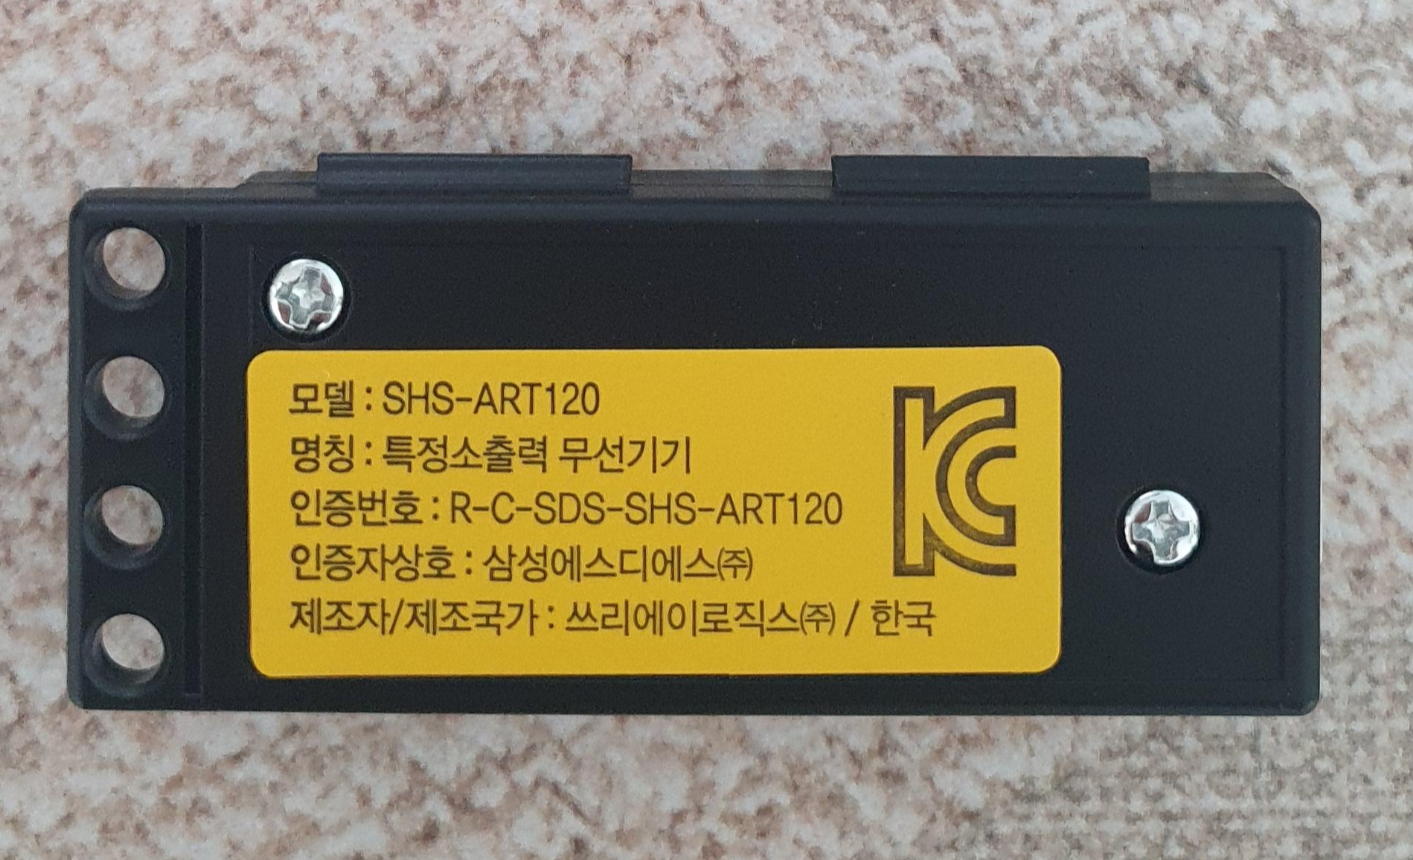 모델 : SHS-ART120
명칭 : 특정소출력 무선기기
인증번호 : R-C-SDS-SHS-ART120
인증자상호 : 삼성에스디에스㈜
제조자/제조국가 : 쓰리에이로직스㈜ / 한국
KC